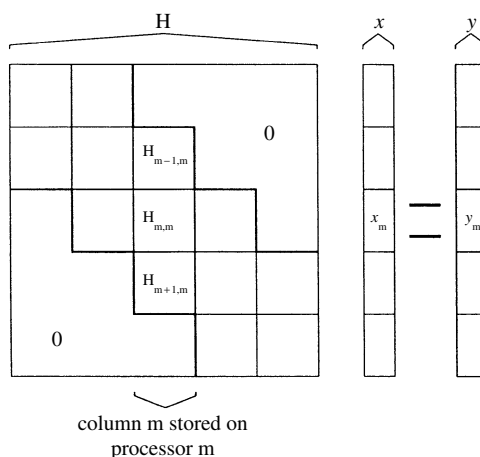 H x y
0
H_{m-1,m}
H_{m,m} x_m = y_m
H_{m+1,m}
0
column m stored on
processor m